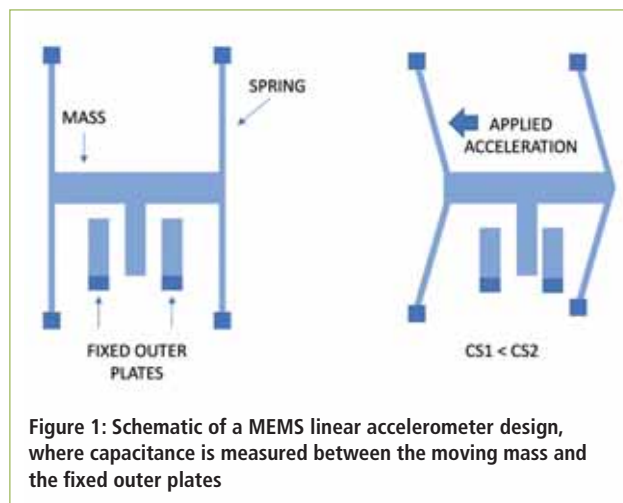 SPRING
MASS
FIXED OUTER
PLATES
APPLIED
ACCELERATION
CS1 < CS2
Figure 1: Schematic of a MEMS linear accelerometer design,
where capacitance is measured between the moving mass and
the fixed outer plates